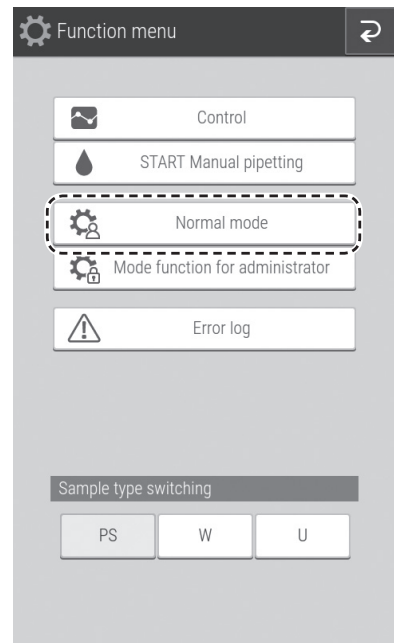 Function menu
Control
START Manual pipetting
Normal mode
Mode function for administrator
Error log
Sample type switching
PS
W
U